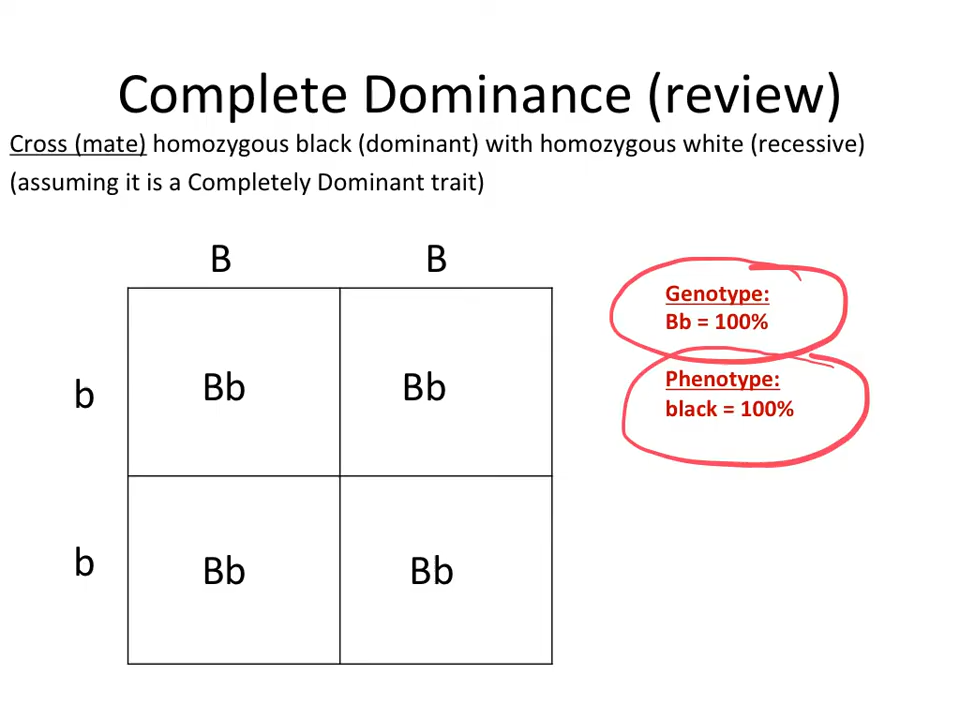 Complete Dominance (review)
Cross (mate) homozygous black (dominant) with homozygous white (recessive)
(assuming it is a Completely Dominant trait)
B B
Genotype:
Bb = 100%
b Bb Bb
Phenotype:
black = 100%
b Bb Bb